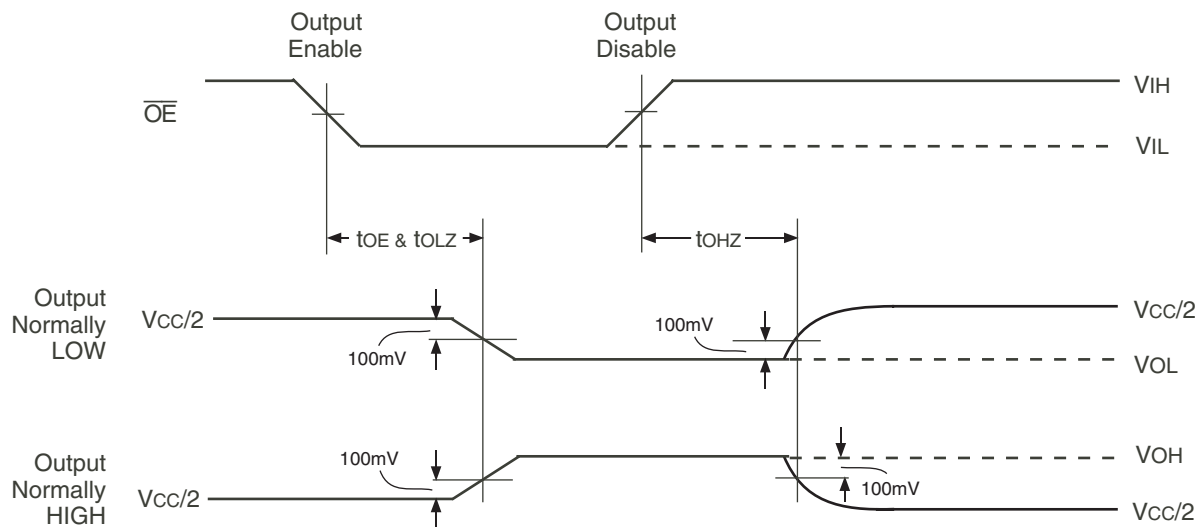 Output
Enable
Output
Disable
OE
VIH
VIL
tOE & tOLZ
tOHZ
Output
Normally
LOW
VCC/2
100mV
100mV
VCC/2
VOL
Output
Normally
HIGH
VCC/2
100mV
100mV
VOH
VCC/2